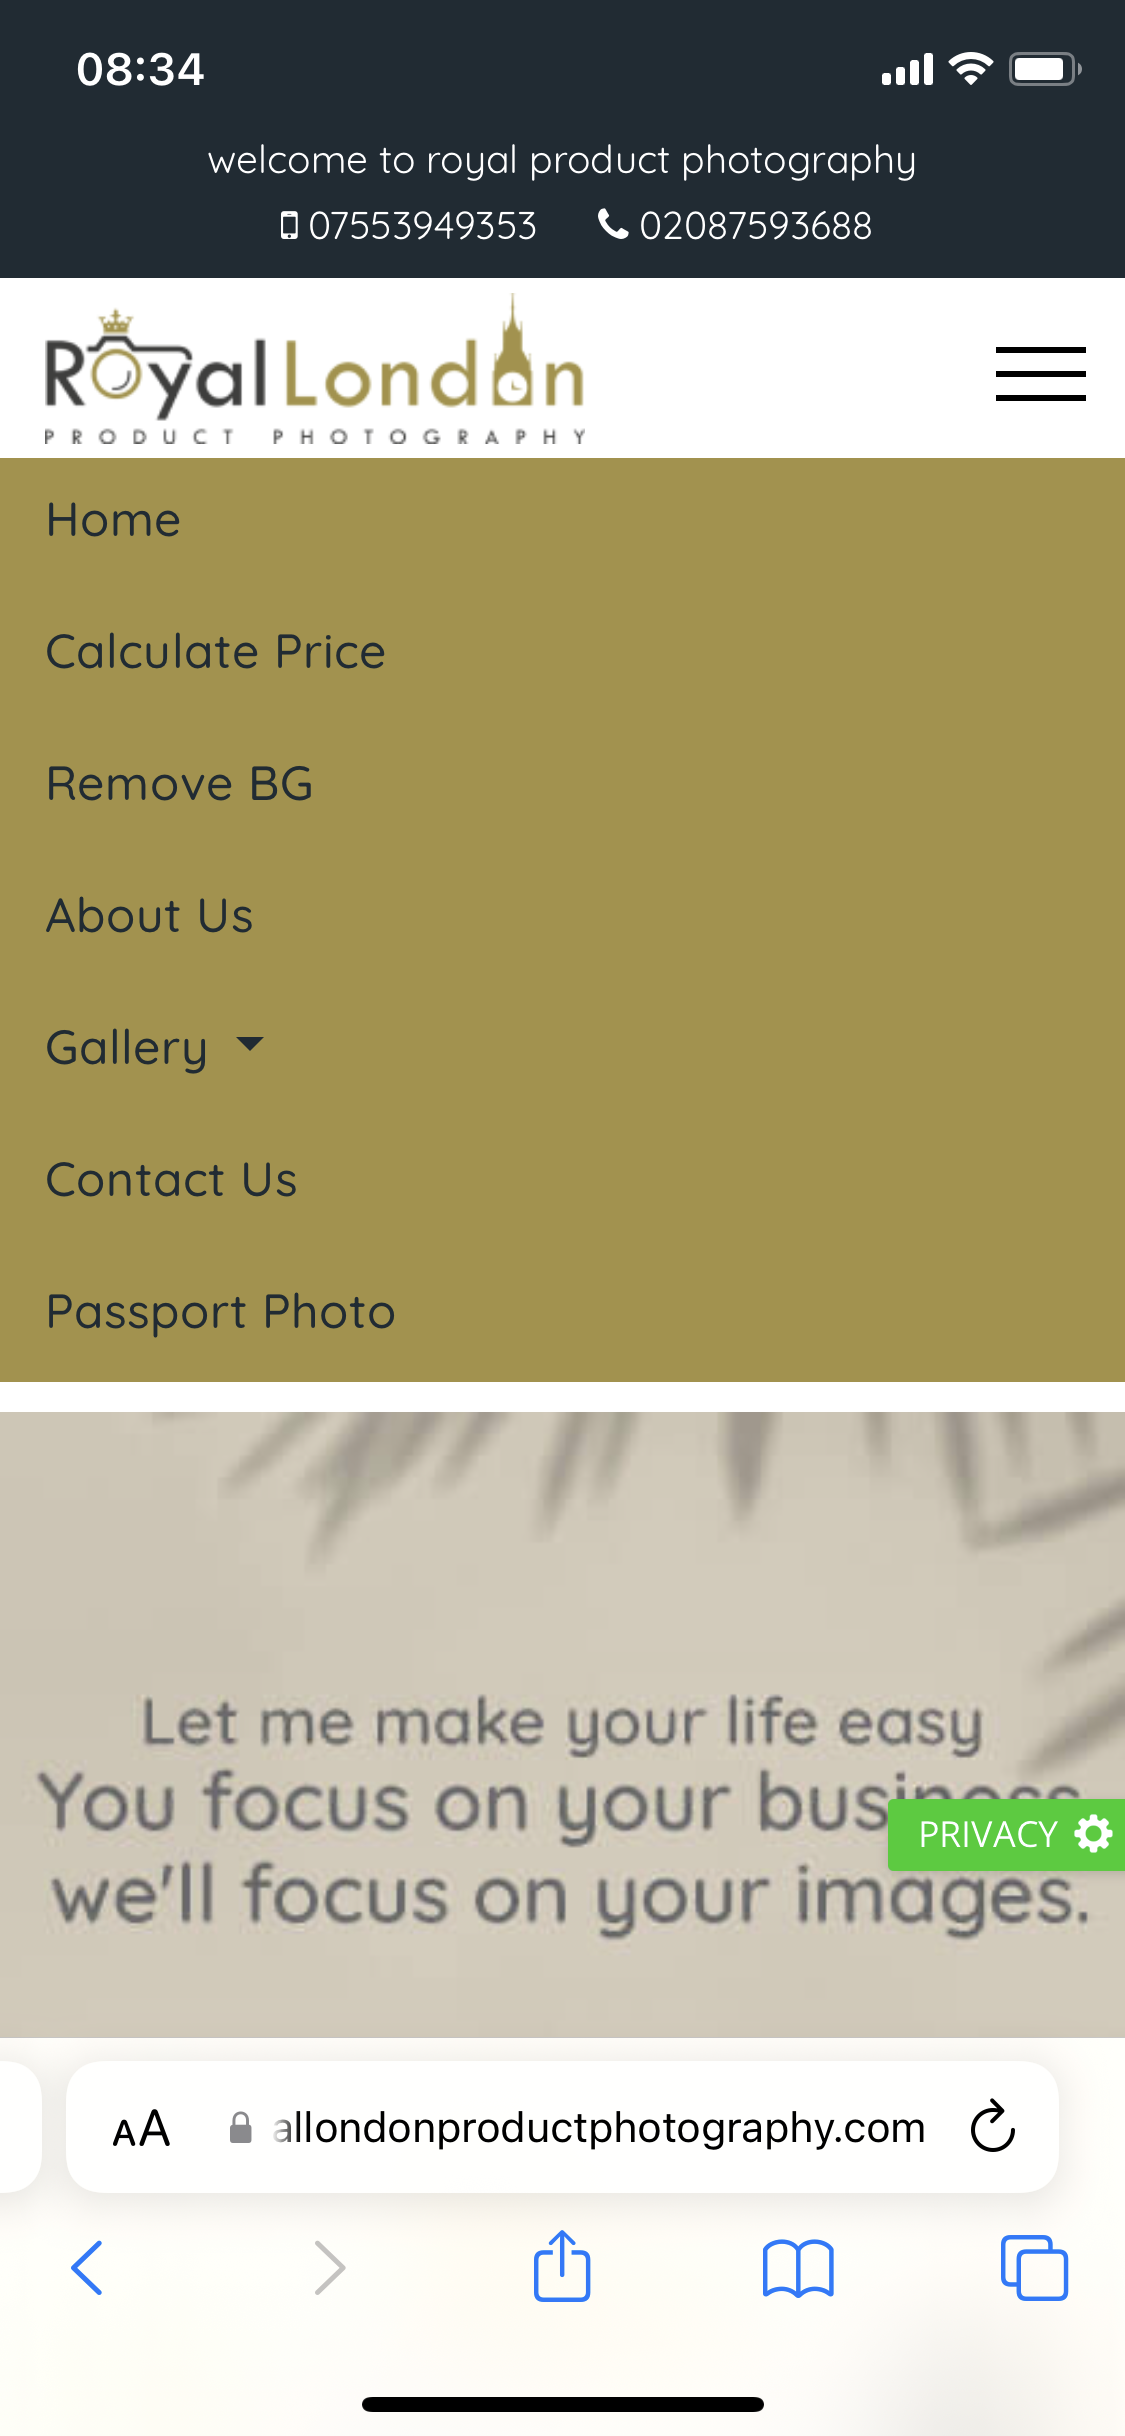 08:34
welcome to royal product photography
07553949353 02087593688
Royal London
PRODUCT PHOTOGRAPHY
Home
Calculate Price
Remove BG
About Us
Gallery
Contact Us
Passport Photo
Let me make your life easy
You focus on your business
PRIVACY
we'll focus on your images.
AA allondonproductphotography.com